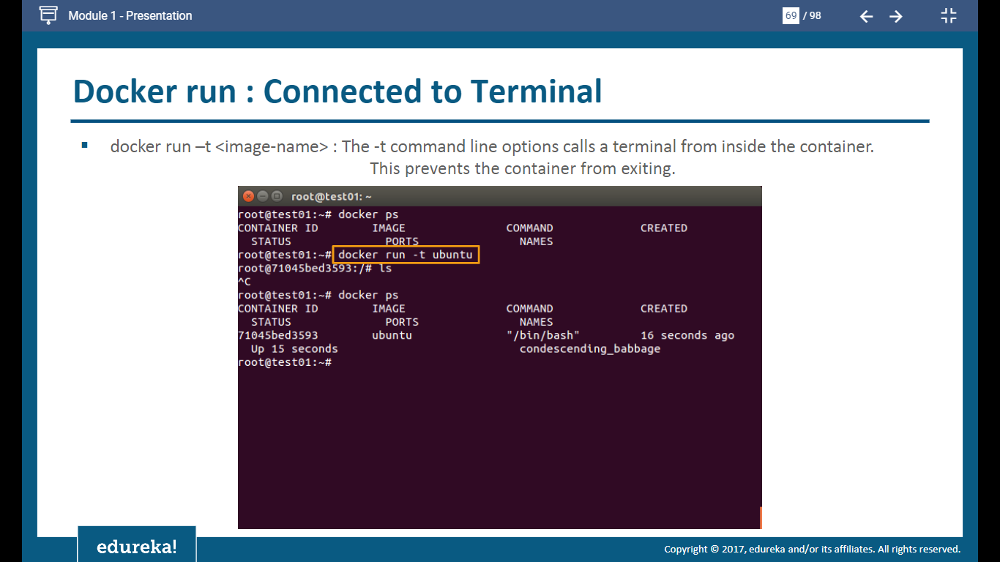 Module 1 - Presentation
69 / 98
Docker run : Connected to Terminal
▪ docker run –t <image-name> : The -t command line options calls a terminal from inside the container.
This prevents the container from exiting.
root@test01: ~
root@test01:~# docker ps
CONTAINER ID IMAGE COMMAND CREATED
STATUS PORTS NAMES
root@test01:~# docker run -t ubuntu
root@71045bed3593:/# ls
^C
root@test01:~# docker ps
CONTAINER ID IMAGE COMMAND CREATED
STATUS PORTS NAMES
71045bed3593 ubuntu "/bin/bash" 16 seconds ago
Up 15 seconds condescending_babbage
root@test01:~#
edureka!
Copyright © 2017, edureka and/or its affiliates. All rights reserved.